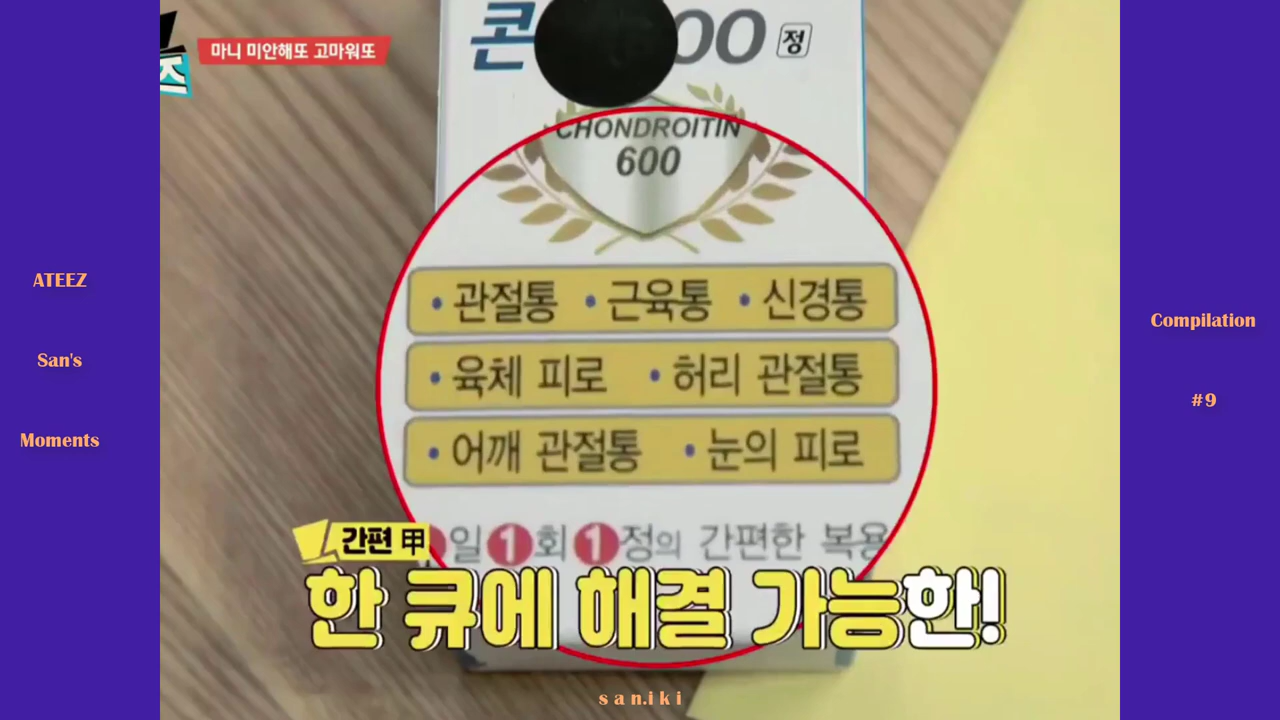 마니 미안해또 고마워또
즈
콘 00 정
CHONDROITIN
600
• 관절통 • 근육통 • 신경통
• 육체 피로 • 허리 관절통
• 어깨 관절통 • 눈의 피로
일 1회 1정의 간편한 복용
간편 甲
한 큐에 해결 가능한!
ATEEZ
San's
Moments
Compilation
#9
s a n.i k i